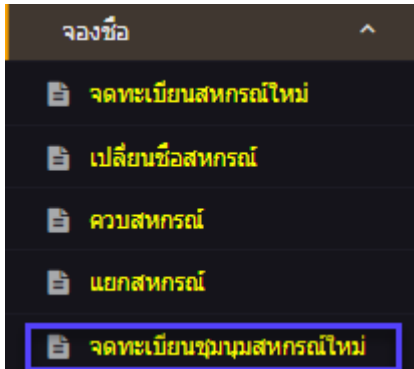 จองชื่อ
จดทะเบียนสหกรณ์ใหม่
เปลี่ยนชื่อสหกรณ์
ควบสหกรณ์
แยกสหกรณ์
จดทะเบียนชุมนุมสหกรณ์ใหม่